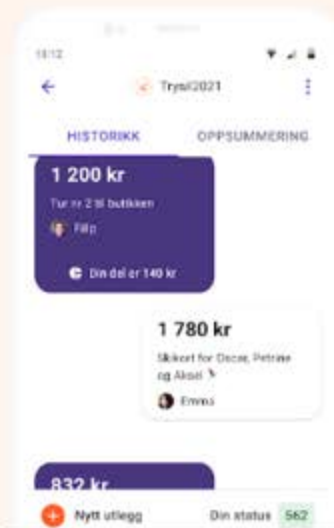 Trysil2021
HISTORIKK
OPPSUMMERING
1 200 kr
Tur nr 2 til butikken
Filip
Din del er 140 kr
1 780 kr
Skikort for Oscar, Petrine
og Aksel
Emma
832 kr
Nytt utlegg
Din status 562